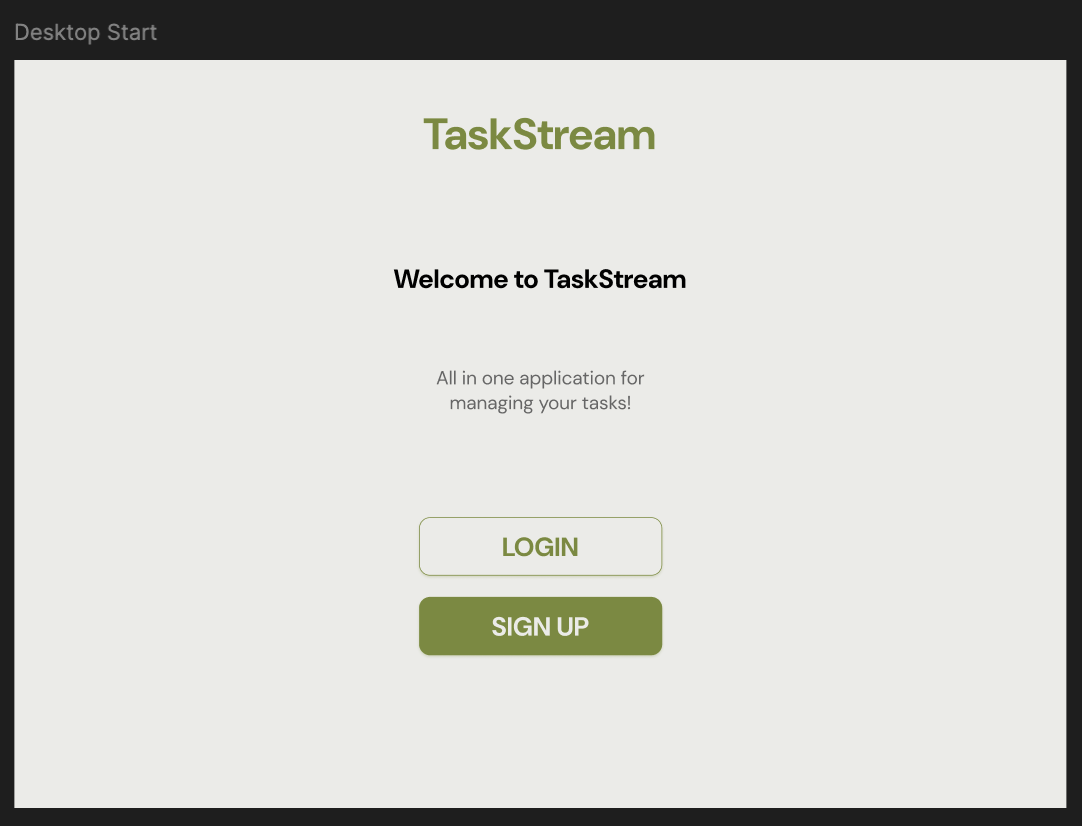 Desktop Start
TaskStream
Welcome to TaskStream
All in one application for
managing your tasks!
LOGIN
SIGN UP